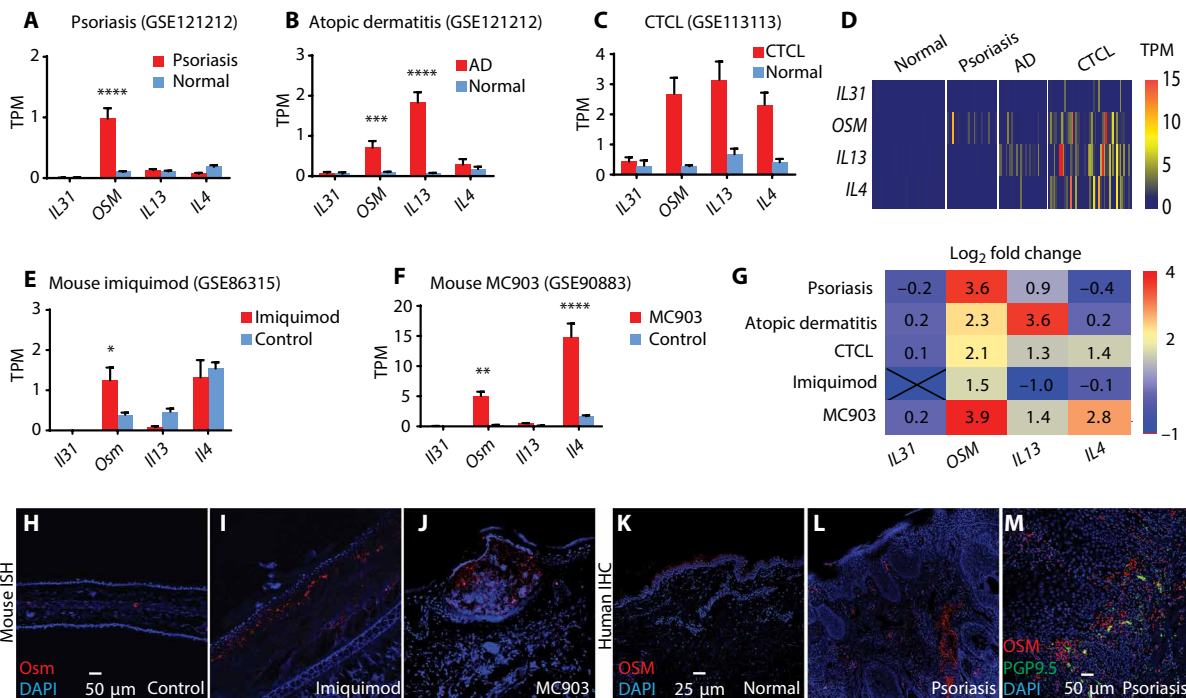 A Psoriasis (GSE121212)
2
1
0
TPM
Psoriasis
Normal
****
IL31 OSM IL13 IL4
B Atopic dermatitis (GSE121212)
3
2
1
0
TPM
AD
Normal
***
****
IL31 OSM IL13 IL4
C CTCL (GSE113113)
4
3
2
1
0
TPM
CTCL
Normal
IL31 OSM IL13 IL4
D
Normal Psoriasis AD CTCL
TPM
IL31
OSM
IL13
IL4
15
10
5
0
E Mouse imiquimod (GSE86315)
3
2
1
0
TPM
Imiquimod
Control
*
Il31 Osm Il13 Il4
F Mouse MC903 (GSE90883)
20
15
10
5
0
TPM
MC903
Control
**
****
Il31 Osm Il13 Il4
G
Log2 fold change
Psoriasis –0.2 3.6 0.9 –0.4
Atopic dermatitis 0.2 2.3 3.6 0.2
CTCL 0.1 2.1 1.3 1.4
Imiquimod 1.5 –1.0 –0.1
MC903 0.2 3.9 1.4 2.8
IL31 OSM IL13 IL4
4
2
–1
Mouse ISH
H
Osm
DAPI
50 μm
Control
I
Imiquimod
J
MC903
Human IHC
K
OSM
DAPI
25 μm
Normal
L
Psoriasis
M
OSM
PGP9.5
DAPI
50 μm
Psoriasis